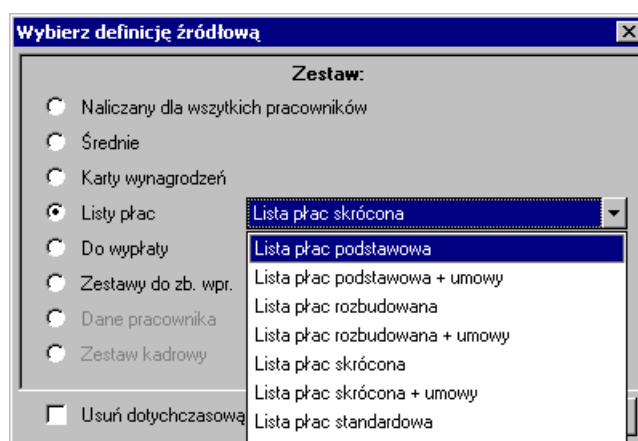 Wybierz definicję źródłową
Zestaw:
Naliczany dla wszytkich pracowników
Średnie
Karty wynagrodzeń
Listy płac Lista płac skrócona
Do wypłaty Lista płac podstawowa
Lista płac podstawowa + umowy
Zestawy do zb. wpr.
Lista płac rozbudowana
Dane pracownika
Lista płac rozbudowana + umowy
Zestaw kadrowy Lista płac skrócona
Lista płac skrócona + umowy
Usuń dotychczasową Lista płac standardowa